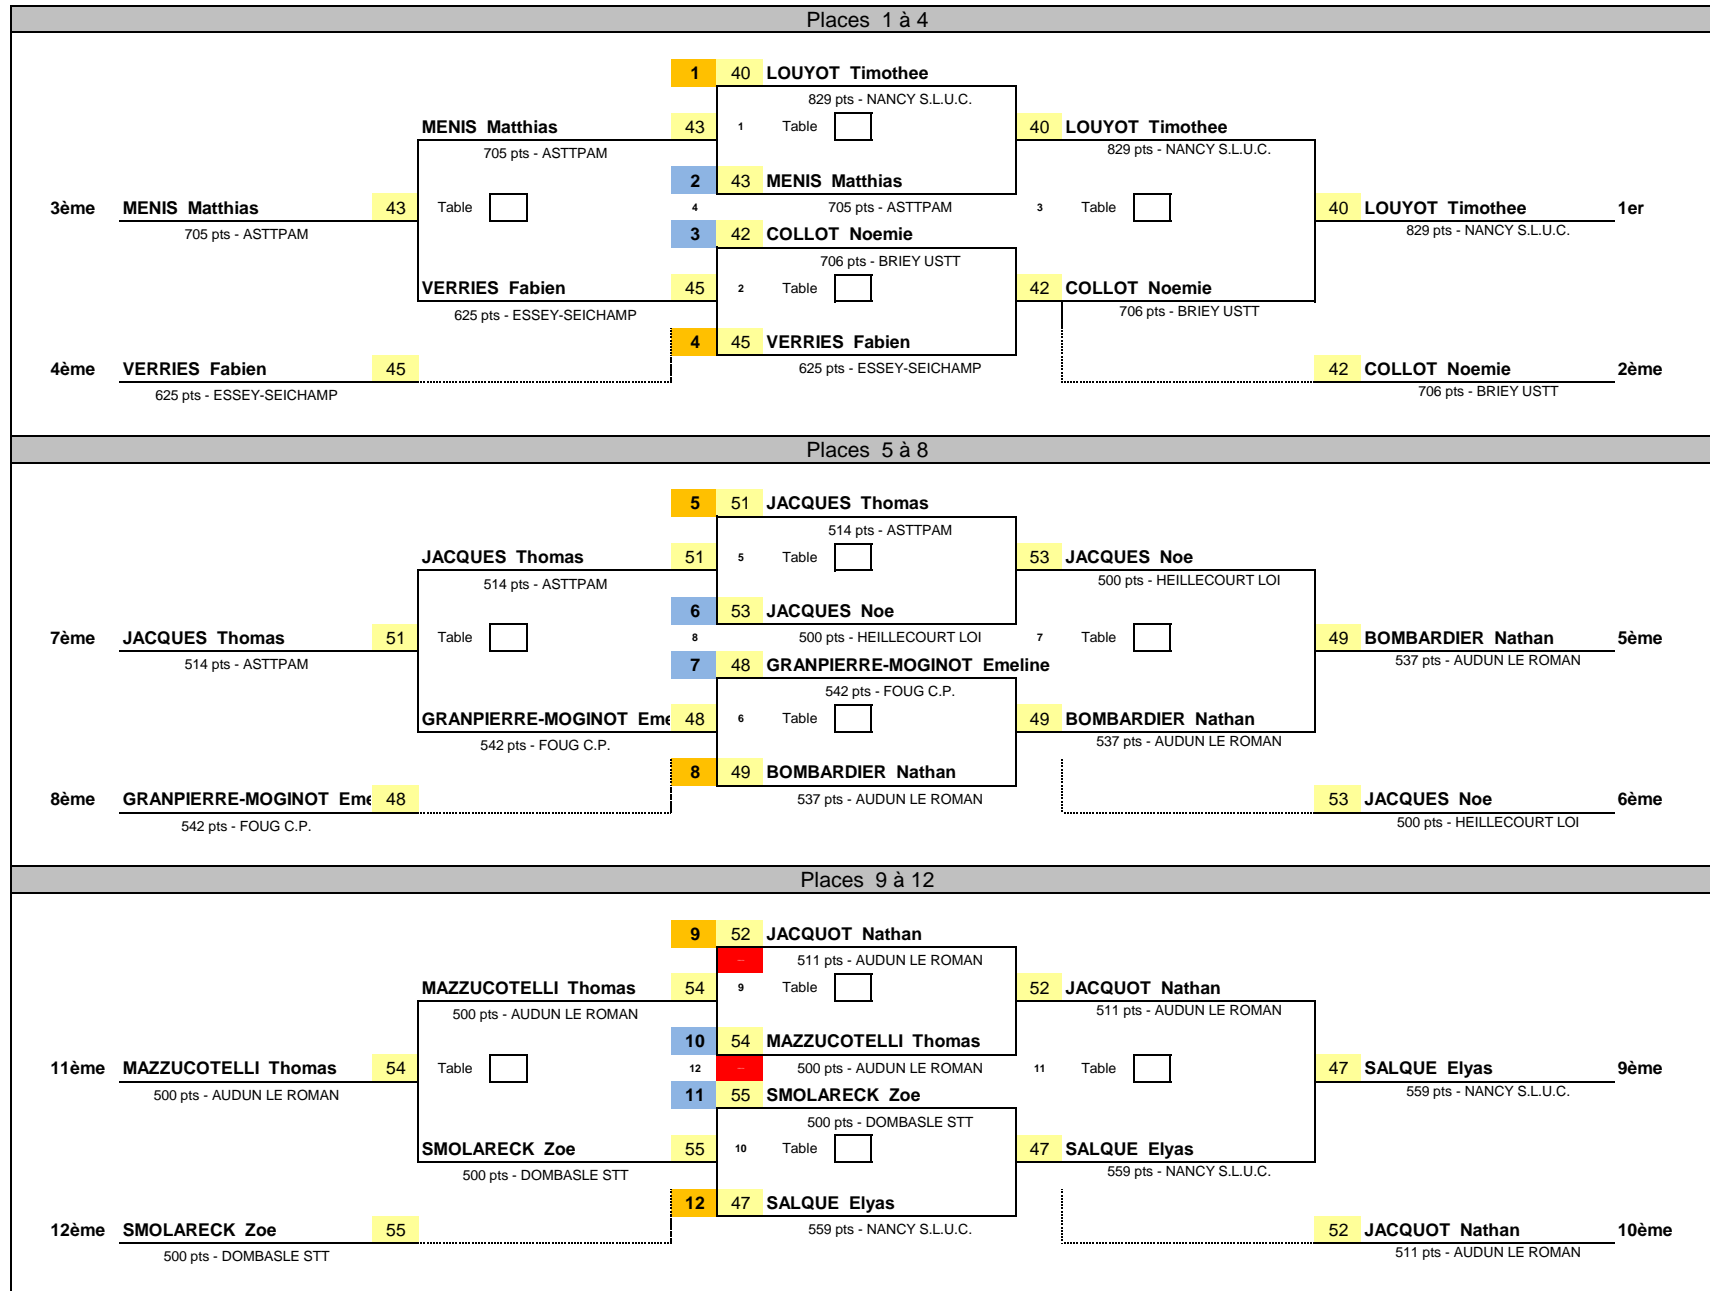 Places 1 à 4
1 40 LOUYOT Timothee
829 pts - NANCY S.L.U.C.
MENIS Matthias 43 1 Table 40 LOUYOT Timothee
705 pts - ASTTPAM 829 pts - NANCY S.L.U.C.
2 43 MENIS Matthias
3ème MENIS Matthias 43 Table 4 705 pts - ASTTPAM 3 Table 40 LOUYOT Timothee 1er
705 pts - ASTTPAM 3 42 COLLOT Noemie 829 pts - NANCY S.L.U.C.
706 pts - BRIEY USTT
VERRIES Fabien 45 2 Table 42 COLLOT Noemie
625 pts - ESSEY-SEICHAMP 706 pts - BRIEY USTT
4 45 VERRIES Fabien
4ème VERRIES Fabien 45 625 pts - ESSEY-SEICHAMP 42 COLLOT Noemie 2ème
625 pts - ESSEY-SEICHAMP 706 pts - BRIEY USTT
Places 5 à 8
5 51 JACQUES Thomas
514 pts - ASTTPAM
JACQUES Thomas 51 5 Table 53 JACQUES Noe
514 pts - ASTTPAM 500 pts - HEILLECOURT LOI
6 53 JACQUES Noe
7ème JACQUES Thomas 51 Table 8 500 pts - HEILLECOURT LOI 7 Table 49 BOMBARDIER Nathan 5ème
514 pts - ASTTPAM 7 48 GRANPIERRE-MOGINOT Emeline 537 pts - AUDUN LE ROMAN
542 pts - FOUG C.P.
GRANPIERRE-MOGINOT Eme 48 6 Table 49 BOMBARDIER Nathan
542 pts - FOUG C.P. 537 pts - AUDUN LE ROMAN
8 49 BOMBARDIER Nathan
8ème GRANPIERRE-MOGINOT Eme 48 537 pts - AUDUN LE ROMAN 53 JACQUES Noe 6ème
542 pts - FOUG C.P. 500 pts - HEILLECOURT LOI
Places 9 à 12
9 52 JACQUOT Nathan
511 pts - AUDUN LE ROMAN
MAZZUCOTELLI Thomas 54 9 Table 52 JACQUOT Nathan
500 pts - AUDUN LE ROMAN 511 pts - AUDUN LE ROMAN
10 54 MAZZUCOTELLI Thomas
11ème MAZZUCOTELLI Thomas 54 Table 12 500 pts - AUDUN LE ROMAN 11 Table 47 SALQUE Elyas 9ème
500 pts - AUDUN LE ROMAN 11 55 SMOLARECK Zoe 559 pts - NANCY S.L.U.C.
500 pts - DOMBASLE STT
SMOLARECK Zoe 55 10 Table 47 SALQUE Elyas
500 pts - DOMBASLE STT 559 pts - NANCY S.L.U.C.
12 47 SALQUE Elyas
12ème SMOLARECK Zoe 55 559 pts - NANCY S.L.U.C. 52 JACQUOT Nathan 10ème
500 pts - DOMBASLE STT 511 pts - AUDUN LE ROMAN